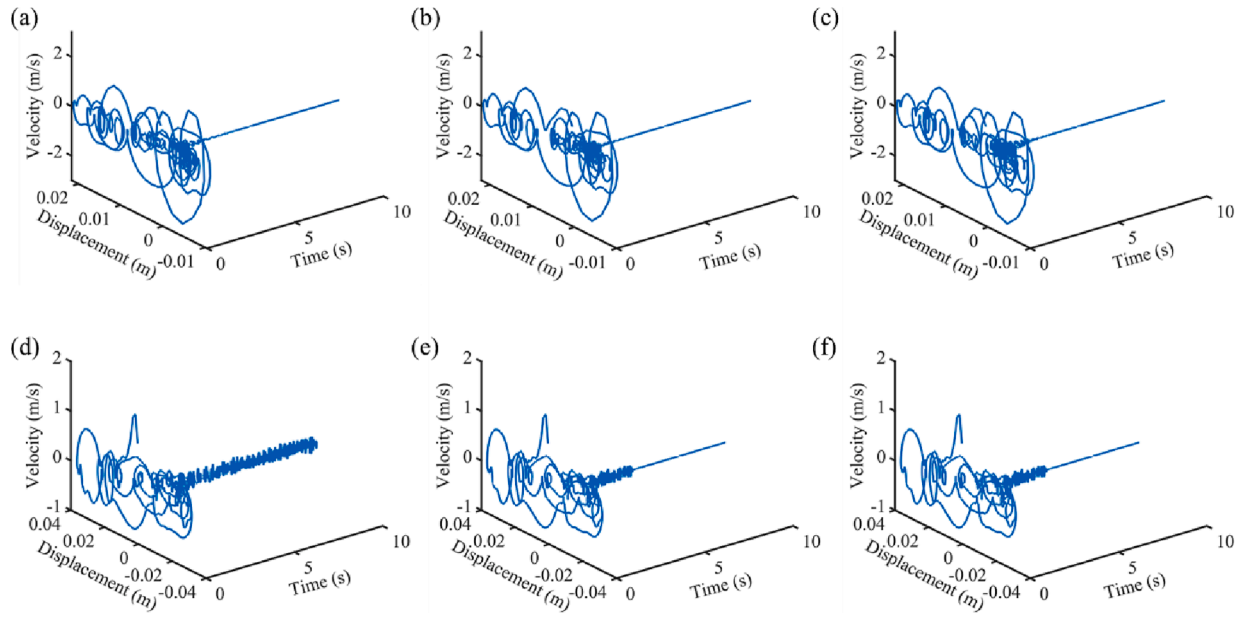 (a)
2
0
-2
Velocity (m/s)
0.02
0.01
0
-0.01
Displacement (m)
0
5
10
Time (s)
(b)
2
0
-2
Velocity (m/s)
0.02
0.01
0
-0.01
Displacement (m)
0
5
10
Time (s)
(c)
2
0
-2
Velocity (m/s)
0.02
0.01
0
-0.01
Displacement (m)
0
5
10
Time (s)
(d)
2
1
0
-1
Velocity (m/s)
0.04
0.02
0
-0.02
-0.04
Displacement (m)
0
5
10
Time (s)
(e)
2
1
0
-1
Velocity (m/s)
0.04
0.02
0
-0.02
-0.04
Displacement (m)
0
5
10
Time (s)
(f)
2
1
0
-1
Velocity (m/s)
0.04
0.02
0
-0.02
-0.04
Displacement (m)
0
5
10
Time (s)